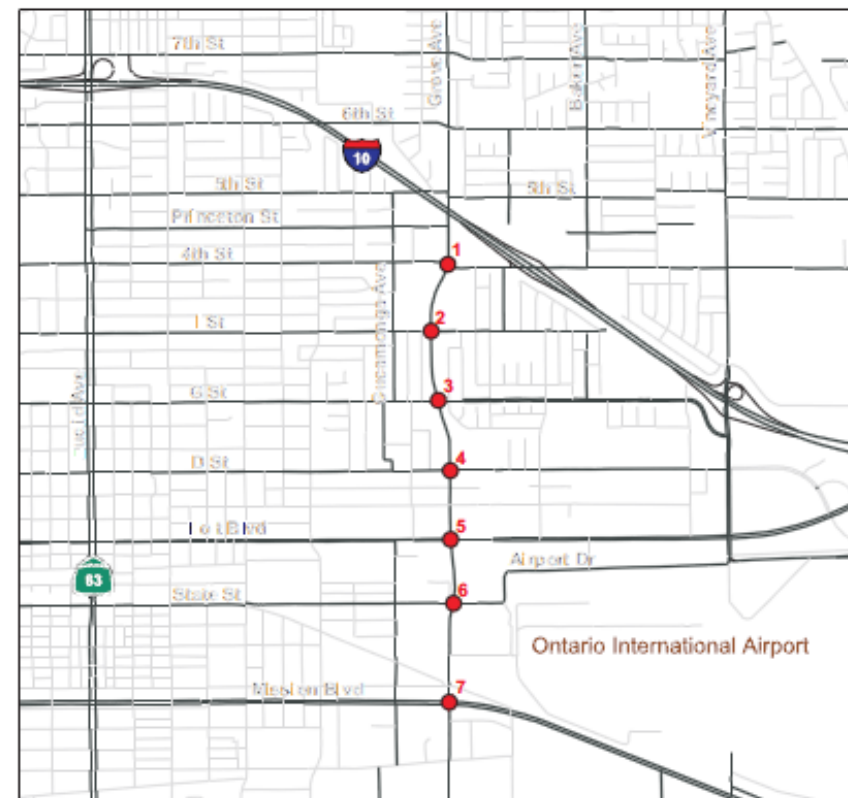 7th St
Grove Ave
Baker Ave
Vineyard Ave
6th St
10
5th St
5th St
Princeton St
4th St
1
Cucamonga Ave
I St
2
G St
3
D St
4
Blvd
5
Airport Dr
83
State St
6
Ontario International Airport
Mission Blvd
7